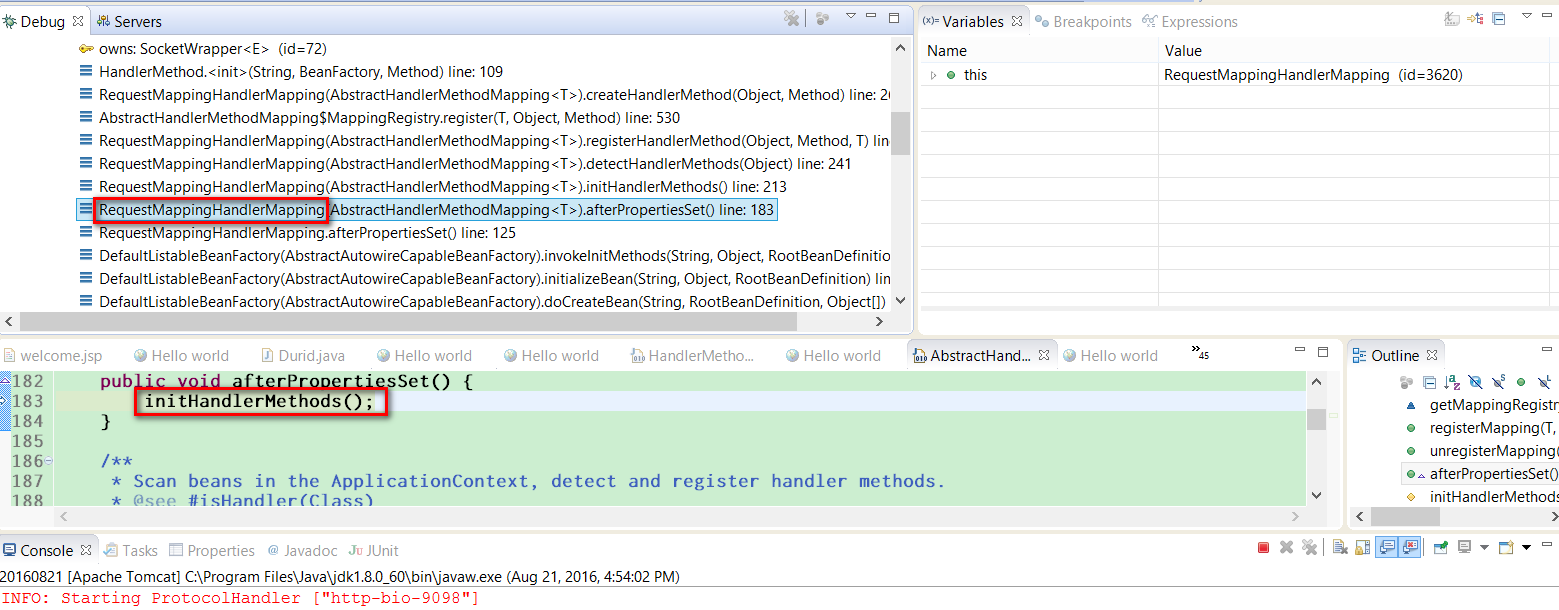 Debug Servers
owns: SocketWrapper<E> (id=72)
HandlerMethod.<init>(String, BeanFactory, Method) line: 109
RequestMappingHandlerMapping(AbstractHandlerMethodMapping<T>).createHandlerMethod(Object, Method) line: 2
AbstractHandlerMethodMapping$MappingRegistry.register(T, Object, Method) line: 530
RequestMappingHandlerMapping(AbstractHandlerMethodMapping<T>).registerHandlerMethod(Object, Method, T) lin
RequestMappingHandlerMapping(AbstractHandlerMethodMapping<T>).detectHandlerMethods(Object) line: 241
RequestMappingHandlerMapping(AbstractHandlerMethodMapping<T>).initHandlerMethods() line: 213
RequestMappingHandlerMapping(AbstractHandlerMethodMapping<T>).afterPropertiesSet() line: 183
RequestMappingHandlerMapping.afterPropertiesSet() line: 125
DefaultListableBeanFactory(AbstractAutowireCapableBeanFactory).invokeInitMethods(String, Object, RootBeanDefinitio
DefaultListableBeanFactory(AbstractAutowireCapableBeanFactory).initializeBean(String, Object, RootBeanDefinition) lin
DefaultListableBeanFactory(AbstractAutowireCapableBeanFactory).doCreateBean(String, RootBeanDefinition, Object[])
(x)= Variables Breakpoints Expressions
Name Value
this RequestMappingHandlerMapping (id=3620)
welcome.jsp Hello world Durid.java Hello world Hello world HandlerMetho... Hello world AbstractHand... Hello world »45
182 public void afterPropertiesSet() {
183 initHandlerMethods();
184 }
185
186 /**
187 * Scan beans in the ApplicationContext, detect and register handler methods.
188 * @see #isHandler(Class)
Outline
getMappingRegistry
registerMapping(T,
unregisterMapping(
afterPropertiesSet()
initHandlerMethods
Console Tasks Properties @ Javadoc Ju JUnit
20160821 [Apache Tomcat] C:\Program Files\Java\jdk1.8.0_60\bin\javaw.exe (Aug 21, 2016, 4:54:02 PM)
INFO: Starting ProtocolHandler ["http-bio-9098"]